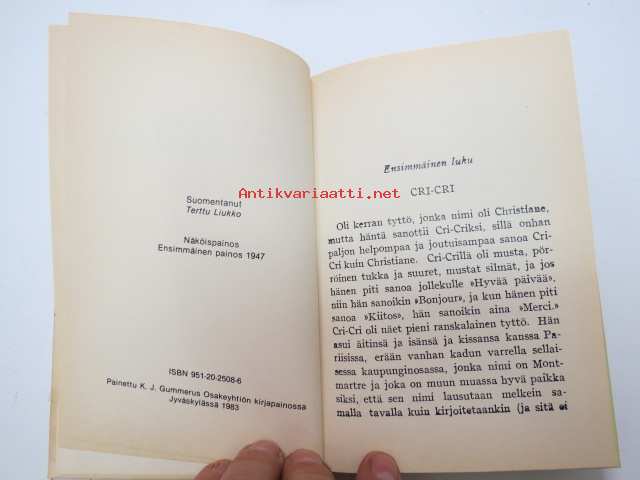 Suomentanut
Terttu Liukko
Näköispainos
Ensimmäinen painos 1947
ISBN 951-20-2508-6
Painettu K. J. Gummerus Osakeyhtiön kirjapainossa
Jyväskylässä 1983
Antikvariaatti.net
Ensimmäinen luku
CRI-CRI
Oli kerran tyttö, jonka nimi oli Christiane,
mutta häntä sanottii Cri-Criksi, sillä onhan
paljon helpompaa ja joutuisampaa sanoa Cri-
Cri kuin Christiane. Cri-Crillä oli musta, pör-
röinen tukka ja suuret, mustat silmät, ja jos
hänen piti sanoa jollekulle »Hyvää päivää»,
niin hän sanoikin »Bonjour», ja kun hänen piti
sanoa »Kiitos», hän sanoikin aina »Merci.»
Cri-Cri oli näet pieni ranskalainen tyttö. Hän
asui äitinsä ja isänsä ja kissansa kanssa Pa-
riisissa, erään vanhan kadun varrella sellai-
sessa kaupunginosassa, jonka nimi on Mont-
martre ja joka on muun muassa hyvä paikka
siksi, että sen nimi lausutaan melkein sa-
malla tavalla kuin kirjoitetaankin (ja sitä ei